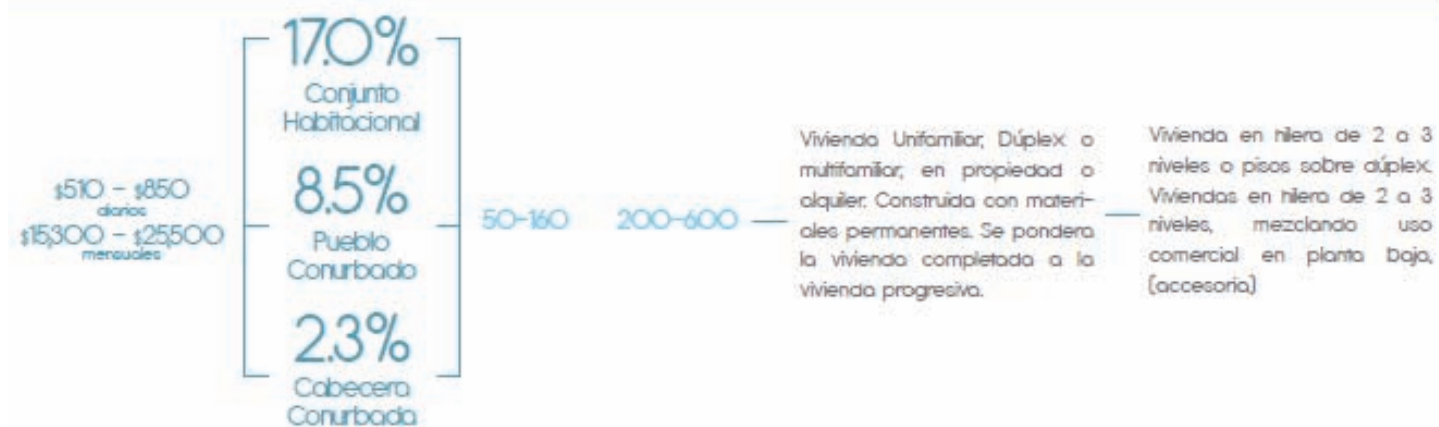 $510 – $850
diarios
$15,300 – $25,500
mensuales
17.0%
Conjunto
Habitacional
8.5%
Pueblo
Conurbado
2.3%
Cabecera
Conurbada
50-160
200-600
Vivienda Unifamiliar, Dúplex o
multifamiliar, en propiedad o
alquiler. Construida con materi-
ales permanentes. Se pondera
la vivienda completada a la
vivienda progresiva.
Vivienda en hilera de 2 a 3
niveles o pisos sobre dúplex.
Viviendas en hilera de 2 a 3
niveles, mezclando uso
comercial en planta baja,
(accesoria)